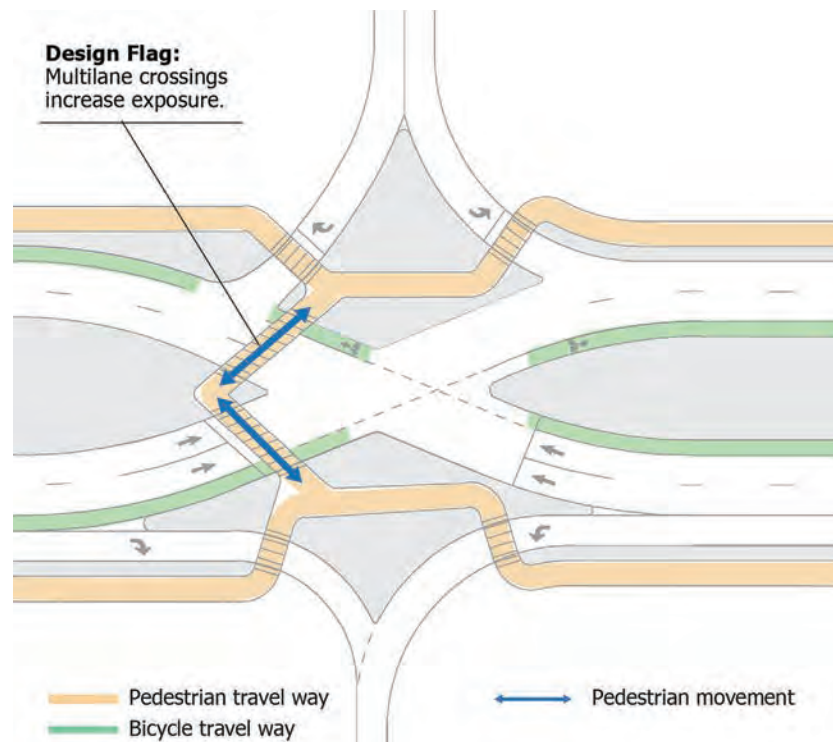 Design Flag:
Multilane crossings
increase exposure.
Pedestrian travel way
Pedestrian movement
Bicycle travel way